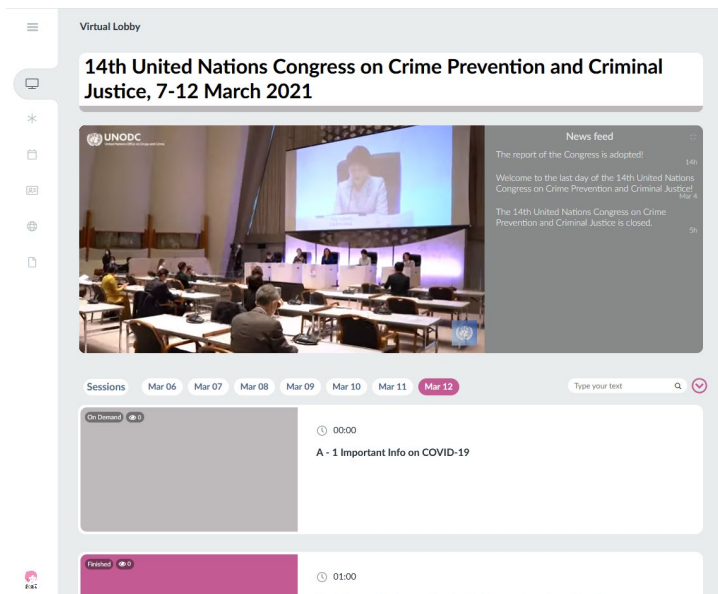 Virtual Lobby
14th United Nations Congress on Crime Prevention and Criminal
Justice, 7-12 March 2021
UNODC
United Nations Office on Drugs and Crime
News feed
The report of the Congress is adopted!
14h
Welcome to the last day of the 14th United Nations
Congress on Crime Prevention and Criminal Justice!
Mar 4
The 14th United Nations Congress on Crime
Prevention and Criminal Justice is closed.
5h
Sessions Mar 06 Mar 07 Mar 08 Mar 09 Mar 10 Mar 11 Mar 12 Type your text
On Demand 0
00:00
A - 1 Important Info on COVID-19
Finished 0
01:00